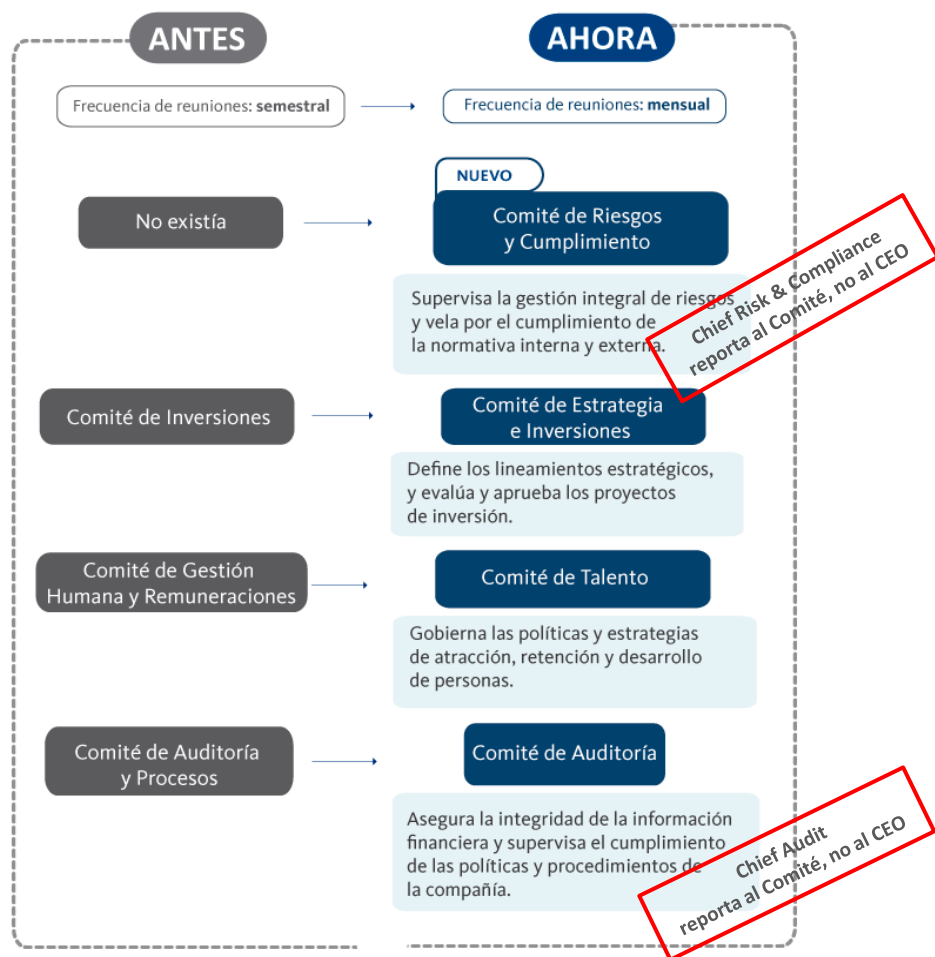 ANTES
AHORA
Frecuencia de reuniones: semestral
Frecuencia de reuniones: mensual
NUEVO
No existía
Comité de Riesgos
y Cumplimiento
Supervisa la gestión integral de riesgos
y vela por el cumplimiento de
la normativa interna y externa.
Chief Risk & Compliance
reporta al Comité, no al CEO
Comité de Inversiones
Comité de Estrategia
e Inversiones
Define los lineamientos estratégicos,
y evalúa y aprueba los proyectos
de inversión.
Comité de Gestión
Humana y Remuneraciones
Comité de Talento
Gobierna las políticas y estrategias
de atracción, retención y desarrollo
de personas.
Comité de Auditoría
y Procesos
Comité de Auditoría
Asegura la integridad de la información
financiera y supervisa el cumplimiento
de las políticas y procedimientos de
la compañía.
Chief Audit
reporta al Comité, no al CEO